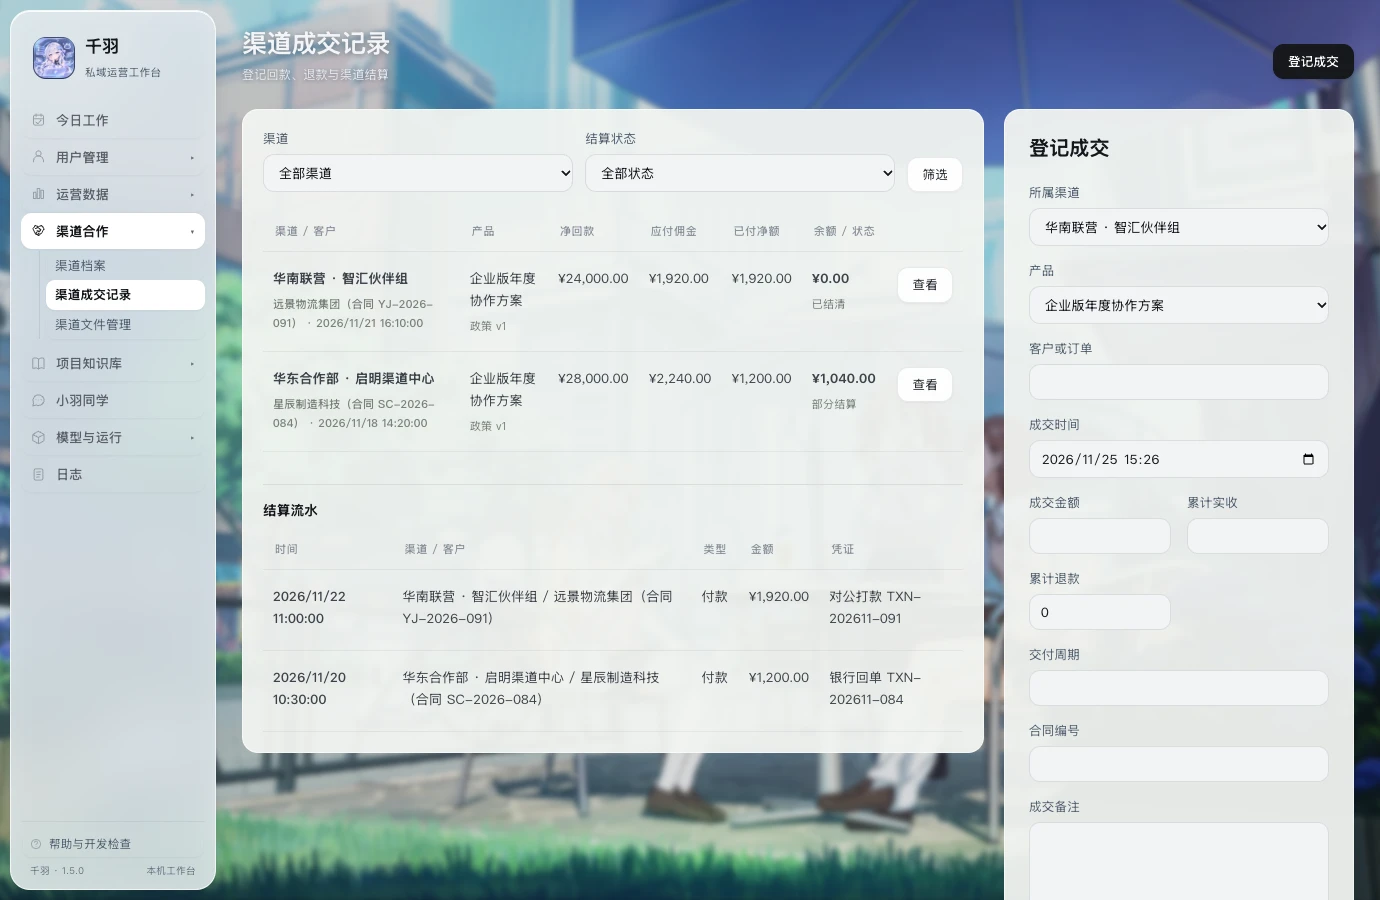 千羽
私域运营工作台
今日工作
用户管理
运营数据
渠道合作
渠道档案
渠道成交记录
渠道文件管理
项目知识库
小羽同学
模型与运行
日志
帮助与开发检查
千羽 · 1.5.0 本机工作台
渠道成交记录
登记回款、退款与渠道结算
登记成交
渠道 结算状态
全部渠道 全部状态 筛选
渠道 / 客户 产品 净回款 应付佣金 已付净额 余额 / 状态
华南联营 · 智汇伙伴组 企业版年度 ¥24,000.00 ¥1,920.00 ¥1,920.00 ¥0.00 查看
远景物流集团（合同 YJ-2026- 协作方案 已结清
091） · 2026/11/21 16:10:00 政策 v1
华东合作部 · 启明渠道中心 企业版年度 ¥28,000.00 ¥2,240.00 ¥1,200.00 ¥1,040.00 查看
星辰制造科技（合同 SC-2026- 协作方案 部分结算
084） · 2026/11/18 14:20:00 政策 v1
结算流水
时间 渠道 / 客户 类型 金额 凭证
2026/11/22 华南联营 · 智汇伙伴组 / 远景物流集团（合同 付款 ¥1,920.00 对公打款 TXN-
11:00:00 YJ-2026-091） 202611-091
2026/11/20 华东合作部 · 启明渠道中心 / 星辰制造科技 付款 ¥1,200.00 银行回单 TXN-
10:30:00 （合同 SC-2026-084） 202611-084
登记成交
所属渠道
华南联营 · 智汇伙伴组
产品
企业版年度协作方案
客户或订单
成交时间
2026/11/25 15:26
成交金额 累计实收
累计退款
0
交付周期
合同编号
成交备注